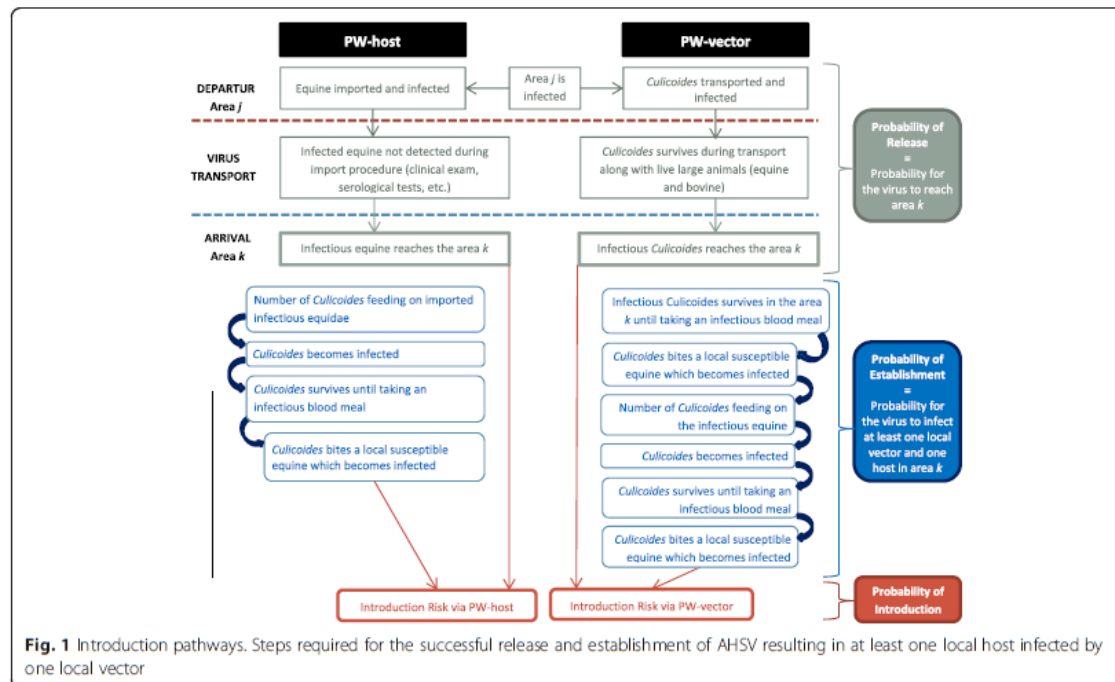 PW-host
PW-vector
DEPARTUR
Area j
Equine imported and infected
Area j is
infected
Culicoides transported and
infected
VIRUS
TRANSPORT
Infected equine not detected during
import procedure (clinical exam,
serological tests, etc.)
Culicoides survives during transport
along with live large animals (equine
and bovine)
ARRIVAL
Area k
Infectious equine reaches the area k
Infectious Culicoides reaches the area k
Probability of
Release
=
Probability for
the virus to reach
area k
Number of Culicoides feeding on imported
infectious equidae
Culicoides becomes infected
Culicoides survives until taking an
infectious blood meal
Culicoides bites a local susceptible
equine which becomes infected
Infectious Culicoides survives in the area
k until taking an infectious blood meal
Culicoides bites a local susceptible
equine which becomes infected
Number of Culicoides feeding on
the infectious equine
Culicoides becomes infected
Culicoides survives until taking an
infectious blood meal
Culicoides bites a local susceptible
equine which becomes infected
Probability of
Establishment
=
Probability for
the virus to infect
at least one local
vector and one
host in area k
Introduction Risk via PW-host
Introduction Risk via PW-vector
Probability of
Introduction
Fig. 1 Introduction pathways. Steps required for the successful release and establishment of AHSV resulting in at least one local host infected by
one local vector